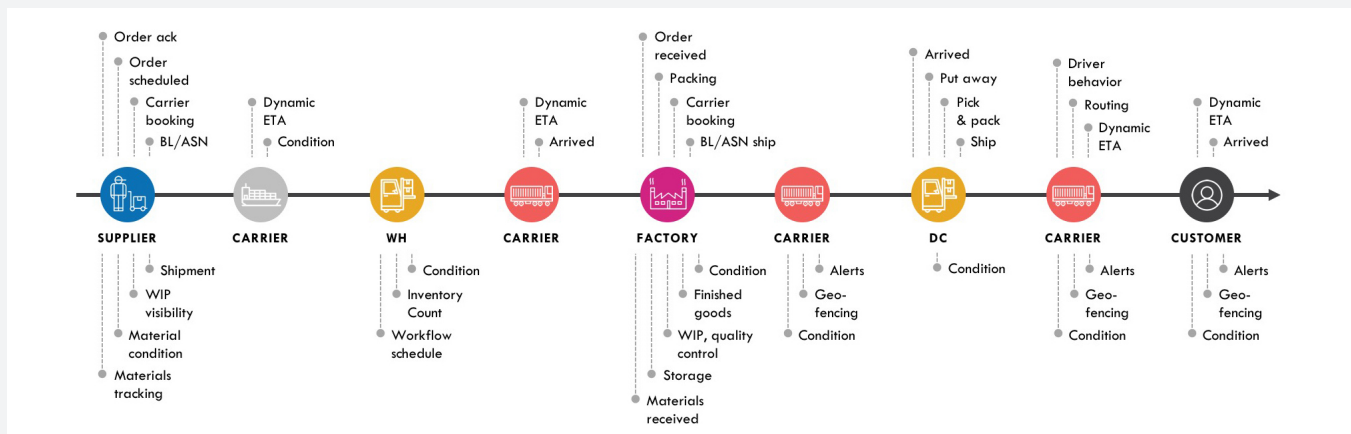 Order ack
Order
scheduled
Carrier
booking
BL/ASN
Dynamic
ETA
Condition
Dynamic
ETA
Arrived
Order
received
Packing
Carrier
booking
BL/ASN ship
Arrived
Put away
Pick
& pack
Ship
Driver
behavior
Routing
Dynamic
ETA
Dynamic
ETA
Arrived
SUPPLIER
CARRIER
WH
CARRIER
FACTORY
CARRIER
DC
CARRIER
CUSTOMER
Shipment
WIP
visibility
Material
condition
Materials
tracking
Condition
Inventory
Count
Workflow
schedule
Condition
Finished
goods
WIP, quality
control
Storage
Materials
received
Alerts
Geo-
fencing
Condition
Condition
Alerts
Geo-
fencing
Condition
Alerts
Geo-
fencing
Condition